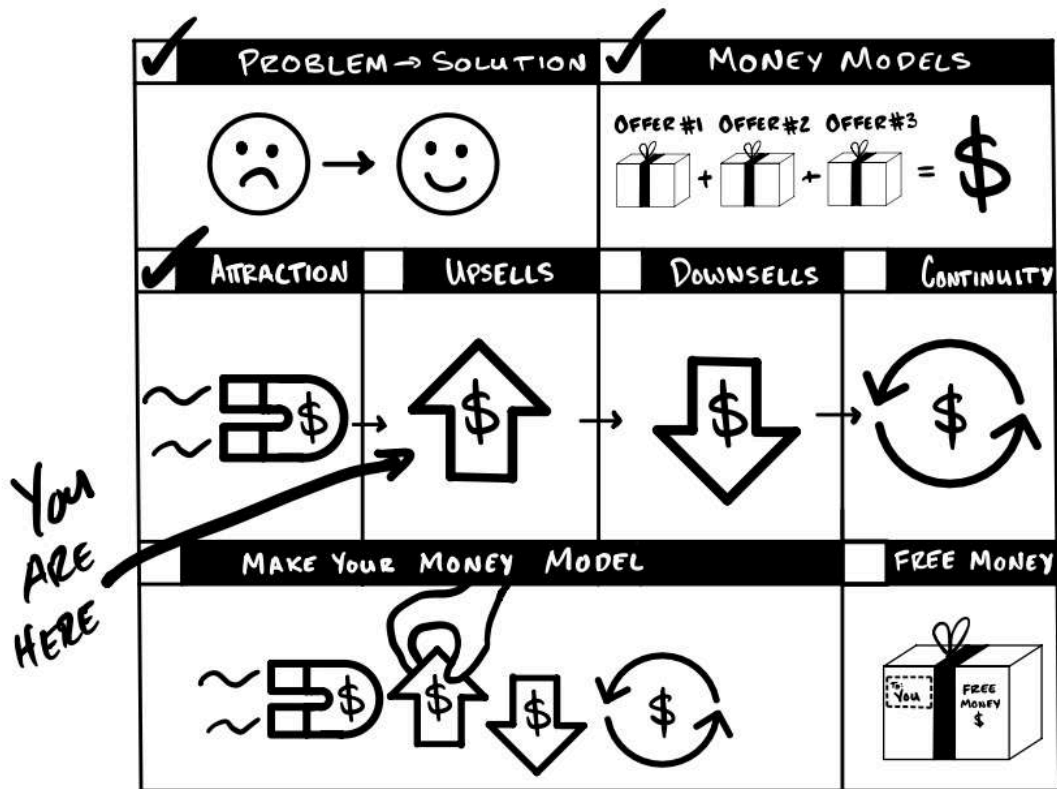 PROBLEM → SOLUTION
MONEY MODELS
OFFER #1 OFFER #2 OFFER #3
+ + = $
ATTRACTION
UPSELLS
DOWNSELLS
CONTINUITY
$
$
$
$
YOU
ARE
HERE
MAKE YOUR MONEY MODEL
FREE MONEY
$
$
$
$
TO:
YOU
FREE
MONEY
$